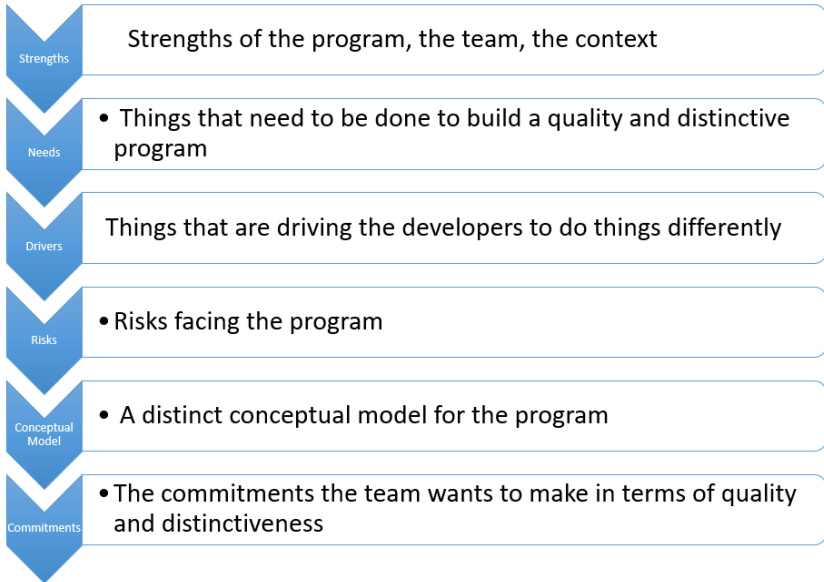 Strengths
Strengths of the program, the team, the context
Needs
• Things that need to be done to build a quality and distinctive
program
Drivers
Things that are driving the developers to do things differently
Risks
• Risks facing the program
Conceptual
Model
• A distinct conceptual model for the program
Commitments
• The commitments the team wants to make in terms of quality
and distinctiveness